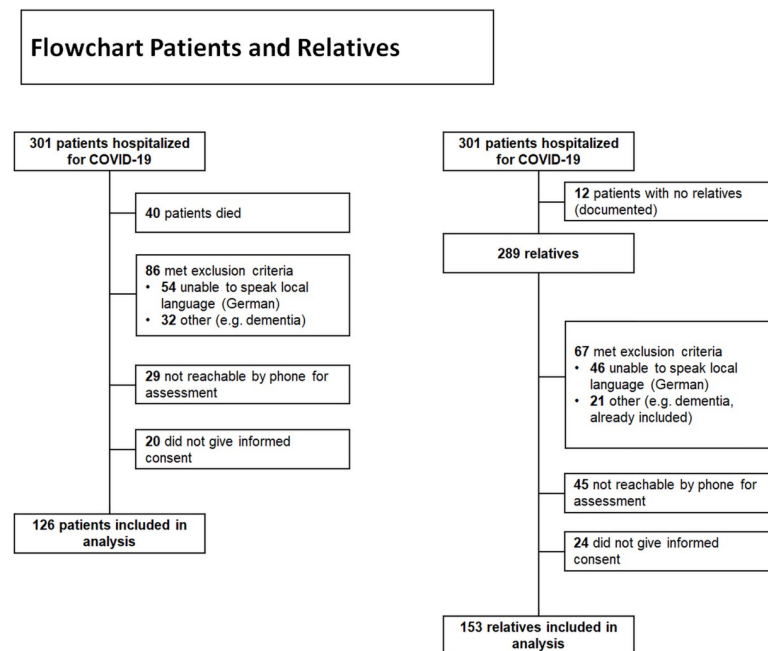 Flowchart Patients and Relatives
301 patients hospitalized
for COVID-19
40 patients died
86 met exclusion criteria
• 54 unable to speak local
language (German)
• 32 other (e.g. dementia)
29 not reachable by phone for
assessment
20 did not give informed
consent
126 patients included in
analysis
301 patients hospitalized
for COVID-19
12 patients with no relatives
(documented)
289 relatives
67 met exclusion criteria
• 46 unable to speak local
language (German)
• 21 other (e.g. dementia,
already included)
45 not reachable by phone for
assessment
24 did not give informed
consent
153 relatives included in
analysis